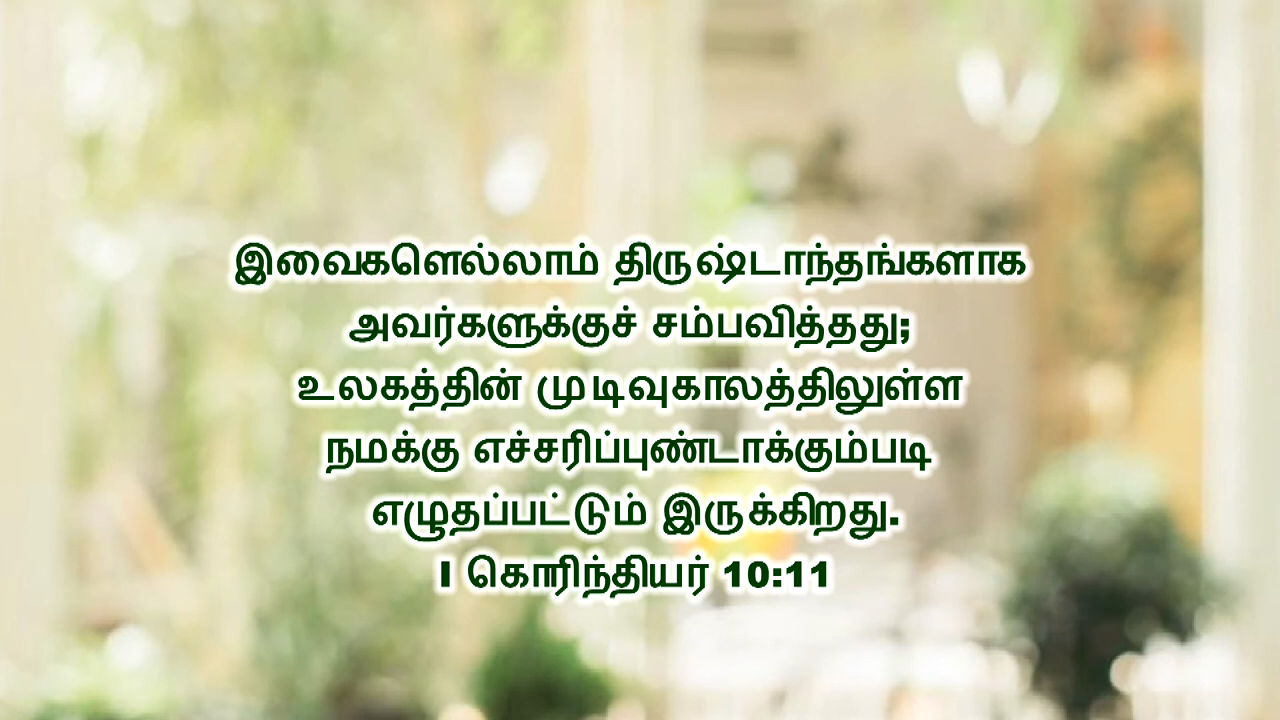 இவைகளெல்லாம் திருஷ்டாந்தங்களாக
அவர்களுக்குச் சம்பவித்தது;
உலகத்தின் முடிவுகாலத்திலுள்ள
நமக்கு எச்சரிப்புண்டாக்கும்படி
எழுதப்பட்டும் இருக்கிறது.
I கொரிந்தியர் 10:11